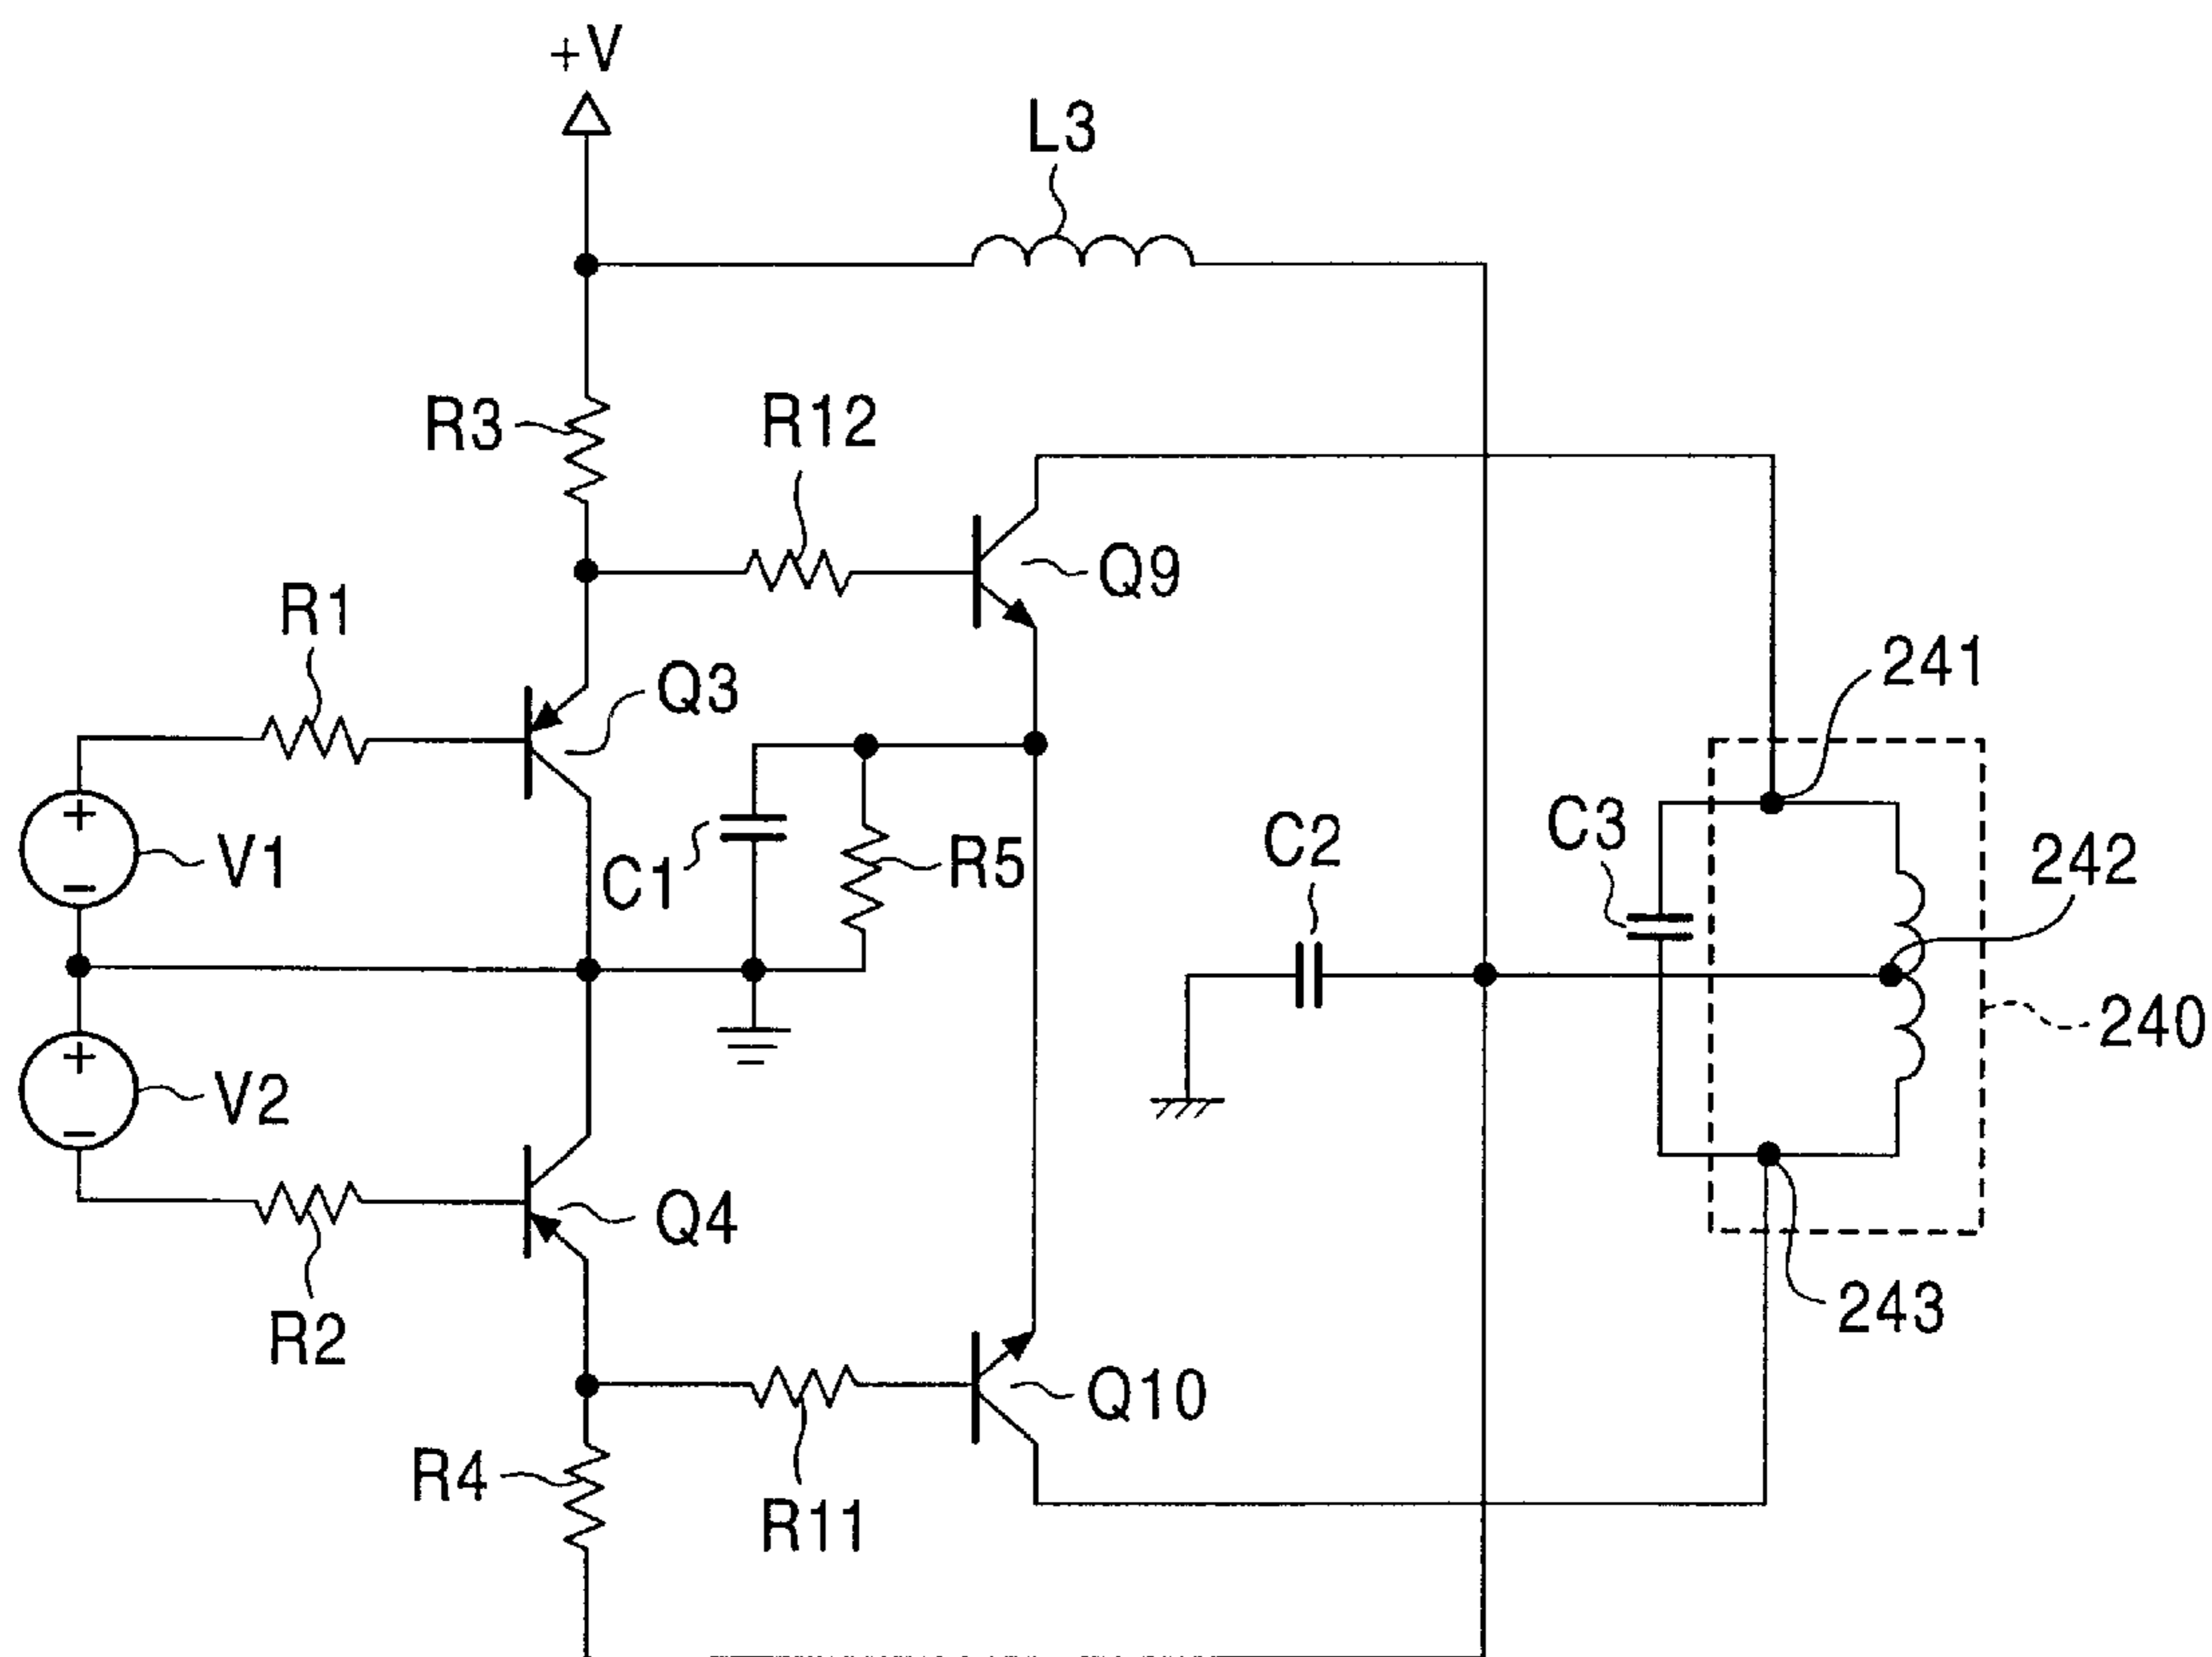 +V
L3
R3
R12
Q9
R1
Q3
241
+
−
V1
C1
R5
C2
C3
242
+
−
V2
240
Q4
R2
243
Q10
R4
R11